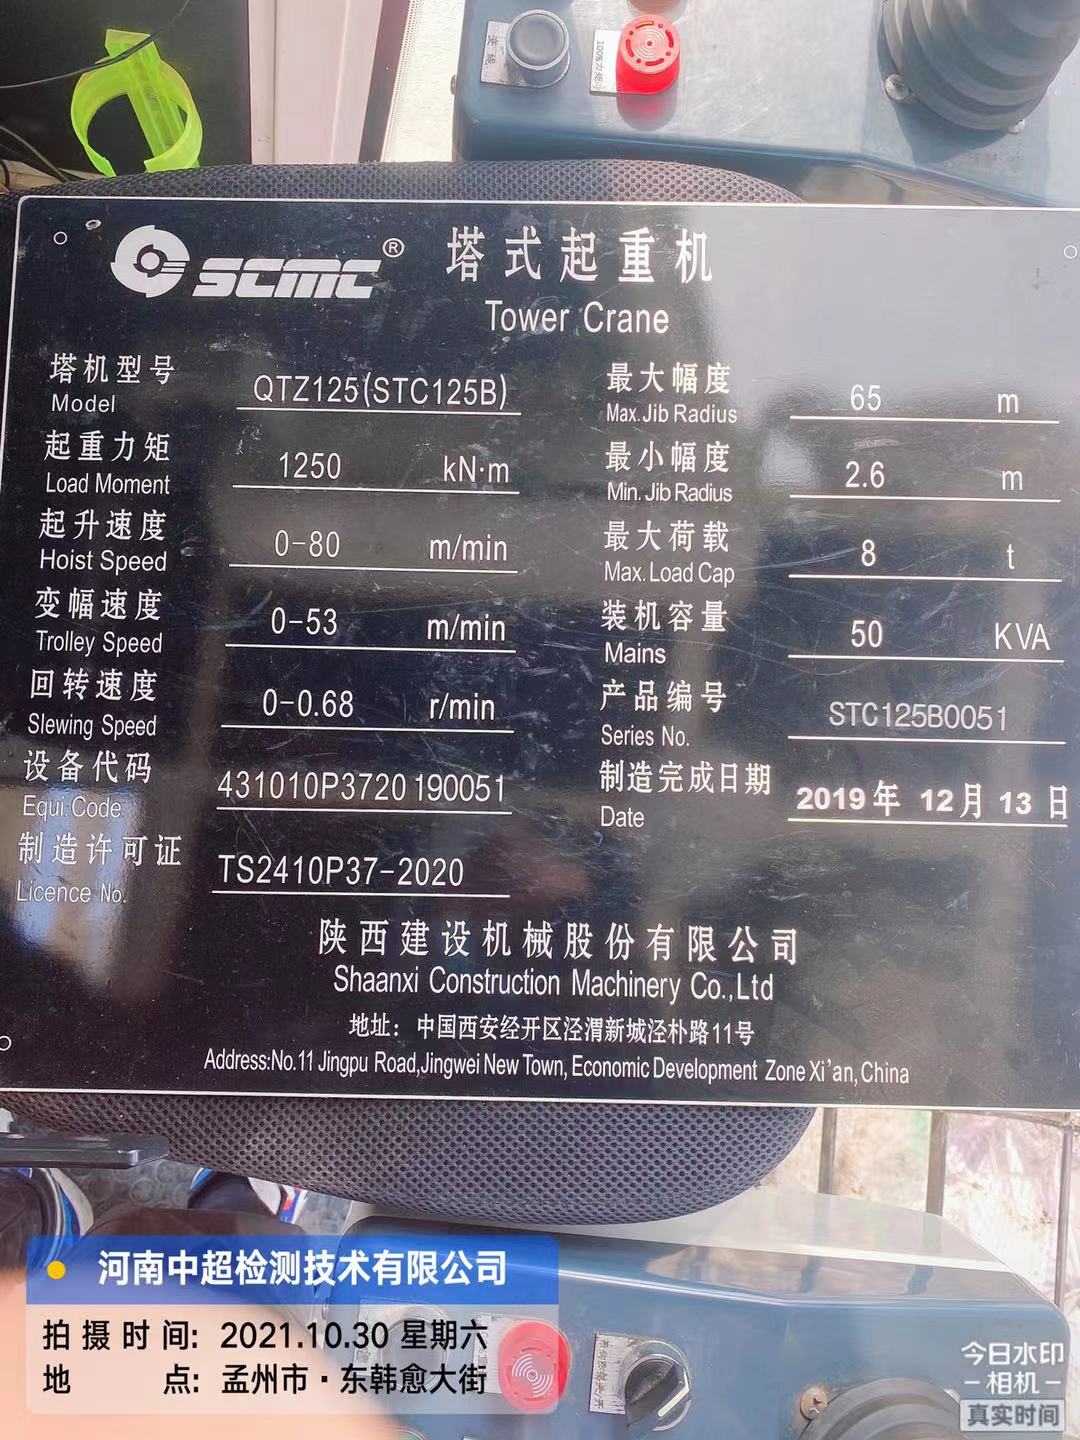 变幅
100%力矩
SCMC® 塔式起重机
Tower Crane
塔机型号 QTZ125(STC125B)
Model
起重力矩 1250 kN·m
Load Moment
起升速度 0-80 m/min
Hoist Speed
变幅速度 0-53 m/min
Trolley Speed
回转速度 0-0.68 r/min
Slewing Speed
设备代码 431010P3720190051
Equi.Code
制造许可证 TS2410P37-2020
Licence No.
最大幅度 65 m
Max.Jib Radius
最小幅度 2.6 m
Min.Jib Radius
最大荷载 8 t
Max.Load Cap
装机容量 50 KVA
Mains
产品编号 STC125B0051
Series No.
制造完成日期 2019年 12月 13日
Date
陕西建设机械股份有限公司
Shaanxi Construction Machinery Co.,Ltd
地址：中国西安经开区泾渭新城泾朴路11号
Address:No.11 Jingpu Road,Jingwei New Town, Economic Development Zone Xi'an,China
河南中超检测技术有限公司
拍摄时间: 2021.10.30 星期六
地点: 孟州市·东韩愈大街
今日水印
-相机-
真实时间